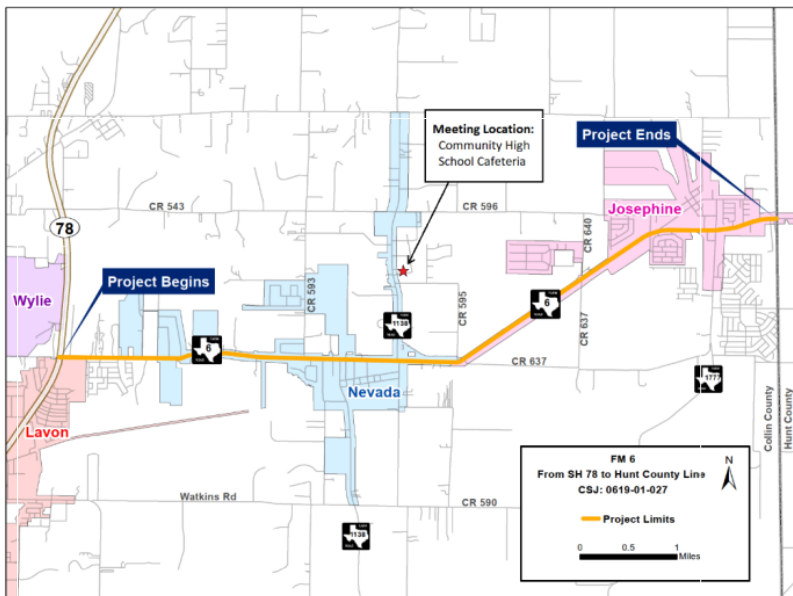 Meeting Location:
Community High
School Cafeteria
Project Ends
CR 543
CR 596
Josephine
CR 640
78
Project Begins
Wylie
CR 593
CR 595
6
1138
CR 637
6
CR 637
Nevada
1777
Lavon
Collin County
Hunt County
Watkins Rd
CR 590
1138
FM 6
From SH 78 to Hunt County Line
CSJ: 0619-01-027
N
Project Limits
0 0.5 1
Miles